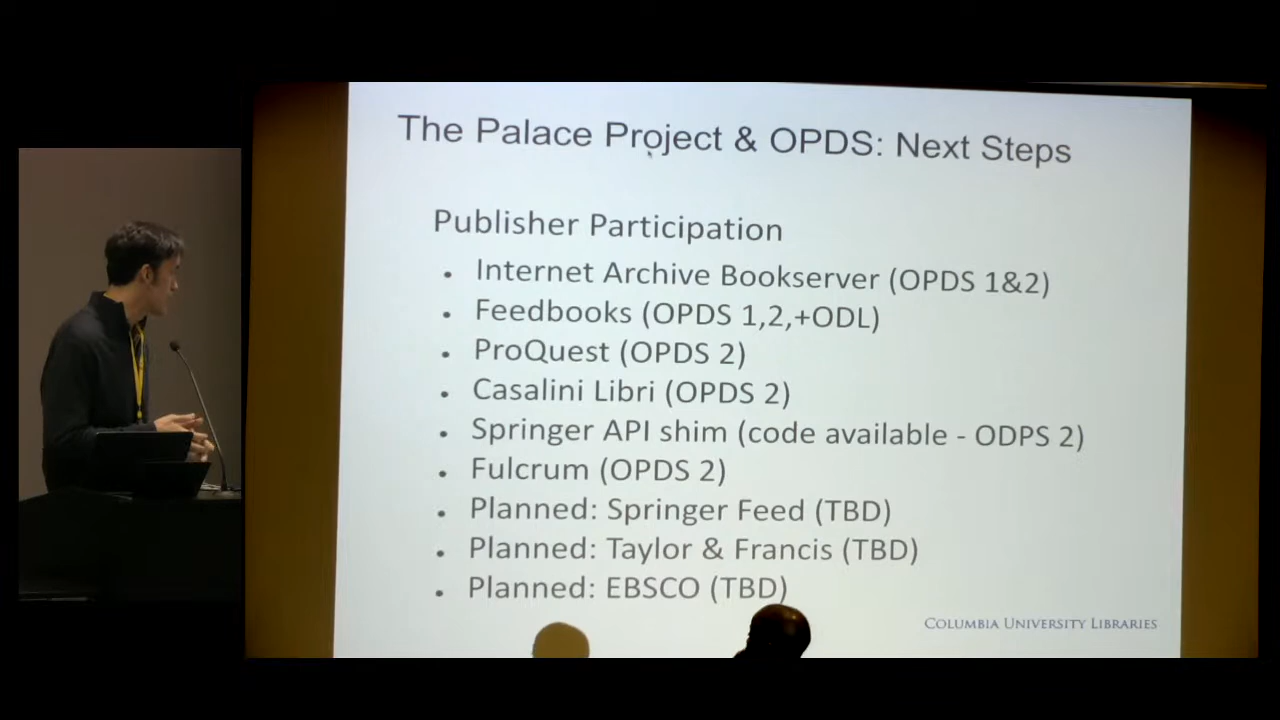 The Palace Project & OPDS: Next Steps
Publisher Participation
• Internet Archive Bookserver (OPDS 1&2)
• Feedbooks (OPDS 1,2,+ODL)
• ProQuest (OPDS 2)
• Casalini Libri (OPDS 2)
• Springer API shim (code available - ODPS 2)
• Fulcrum (OPDS 2)
• Planned: Springer Feed (TBD)
• Planned: Taylor & Francis (TBD)
• Planned: EBSCO (TBD)
COLUMBIA UNIVERSITY LIBRARIES